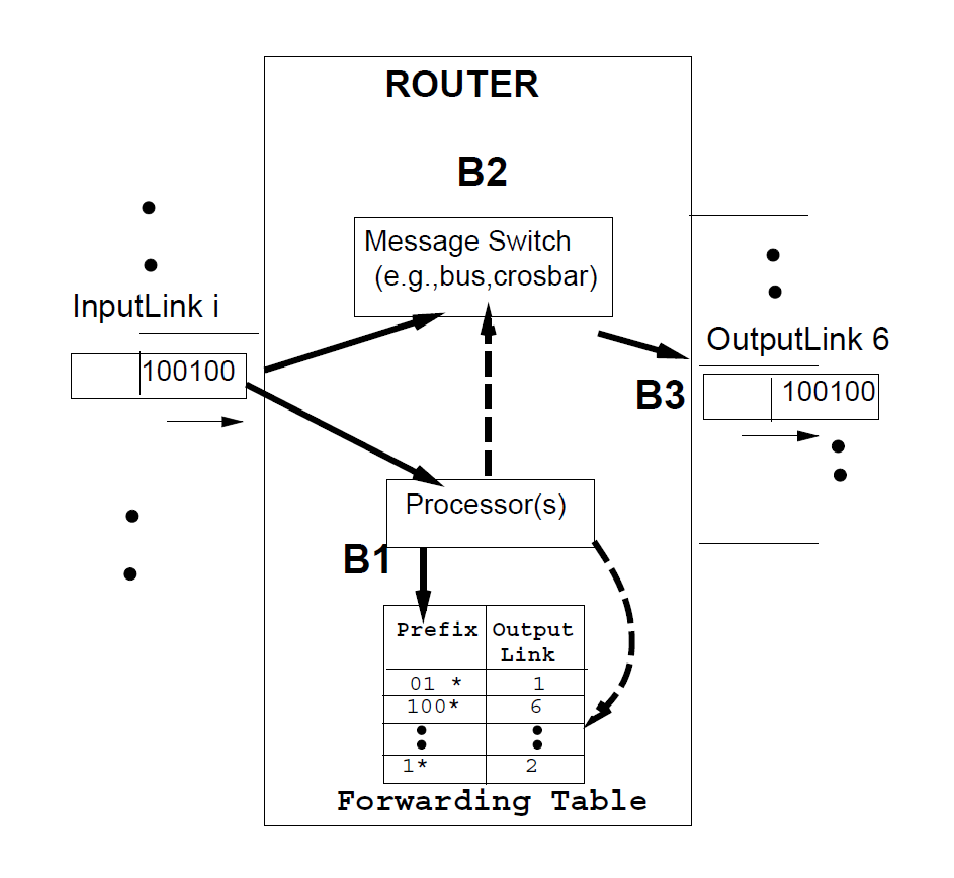 ROUTER
B2
Message Switch
(e.g.,bus,crosbar)
InputLink i
100100
OutputLink 6
100100
B3
Processor(s)
B1
Prefix Output
Link
01 * 1
100* 6
1* 2
Forwarding Table